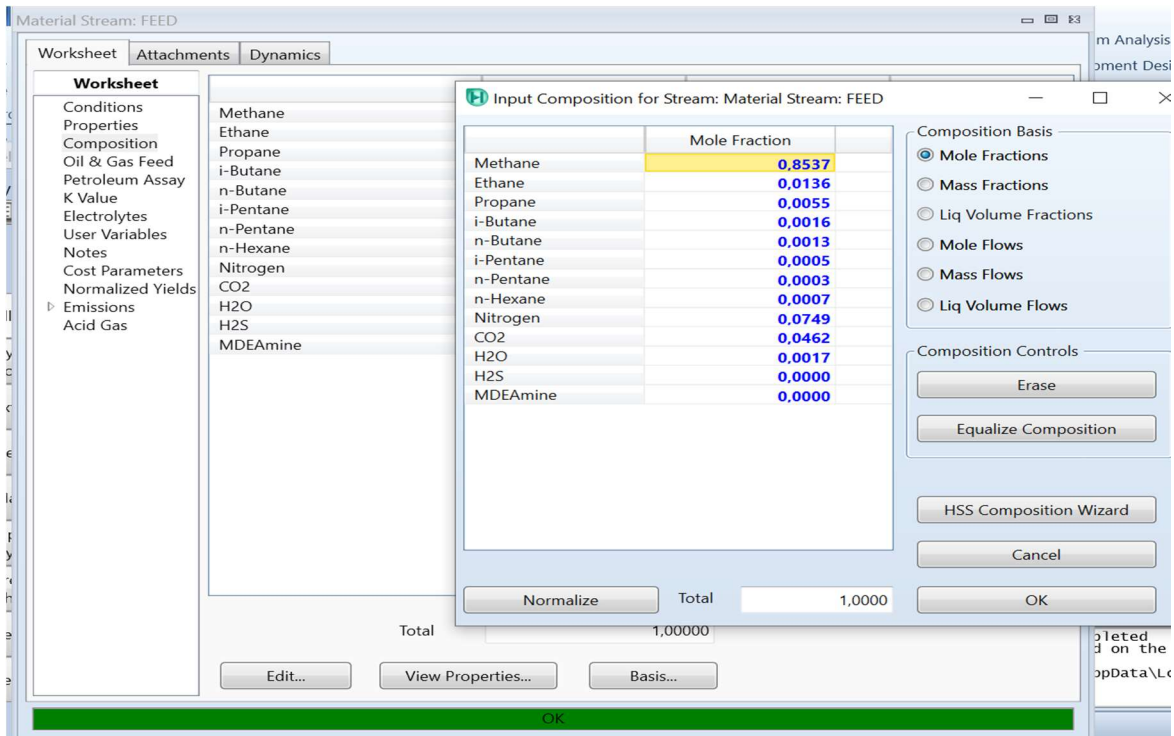 Material Stream: FEED
Worksheet Attachments Dynamics
Worksheet
Conditions
Properties
Composition
Oil & Gas Feed
Petroleum Assay
K Value
Electrolytes
User Variables
Notes
Cost Parameters
Normalized Yields
Emissions
Acid Gas
Methane
Ethane
Propane
i-Butane
n-Butane
i-Pentane
n-Pentane
n-Hexane
Nitrogen
CO2
H2O
H2S
MDEAmine
Total 1,00000
Edit... View Properties... Basis...
OK
Input Composition for Stream: Material Stream: FEED
Mole Fraction
Methane 0,8537
Ethane 0,0136
Propane 0,0055
i-Butane 0,0016
n-Butane 0,0013
i-Pentane 0,0005
n-Pentane 0,0003
n-Hexane 0,0007
Nitrogen 0,0749
CO2 0,0462
H2O 0,0017
H2S 0,0000
MDEAmine 0,0000
Normalize Total 1,0000
Composition Basis
Mole Fractions
Mass Fractions
Liq Volume Fractions
Mole Flows
Mass Flows
Liq Volume Flows
Composition Controls
Erase
Equalize Composition
HSS Composition Wizard
Cancel
OK
m Analysis
d on the